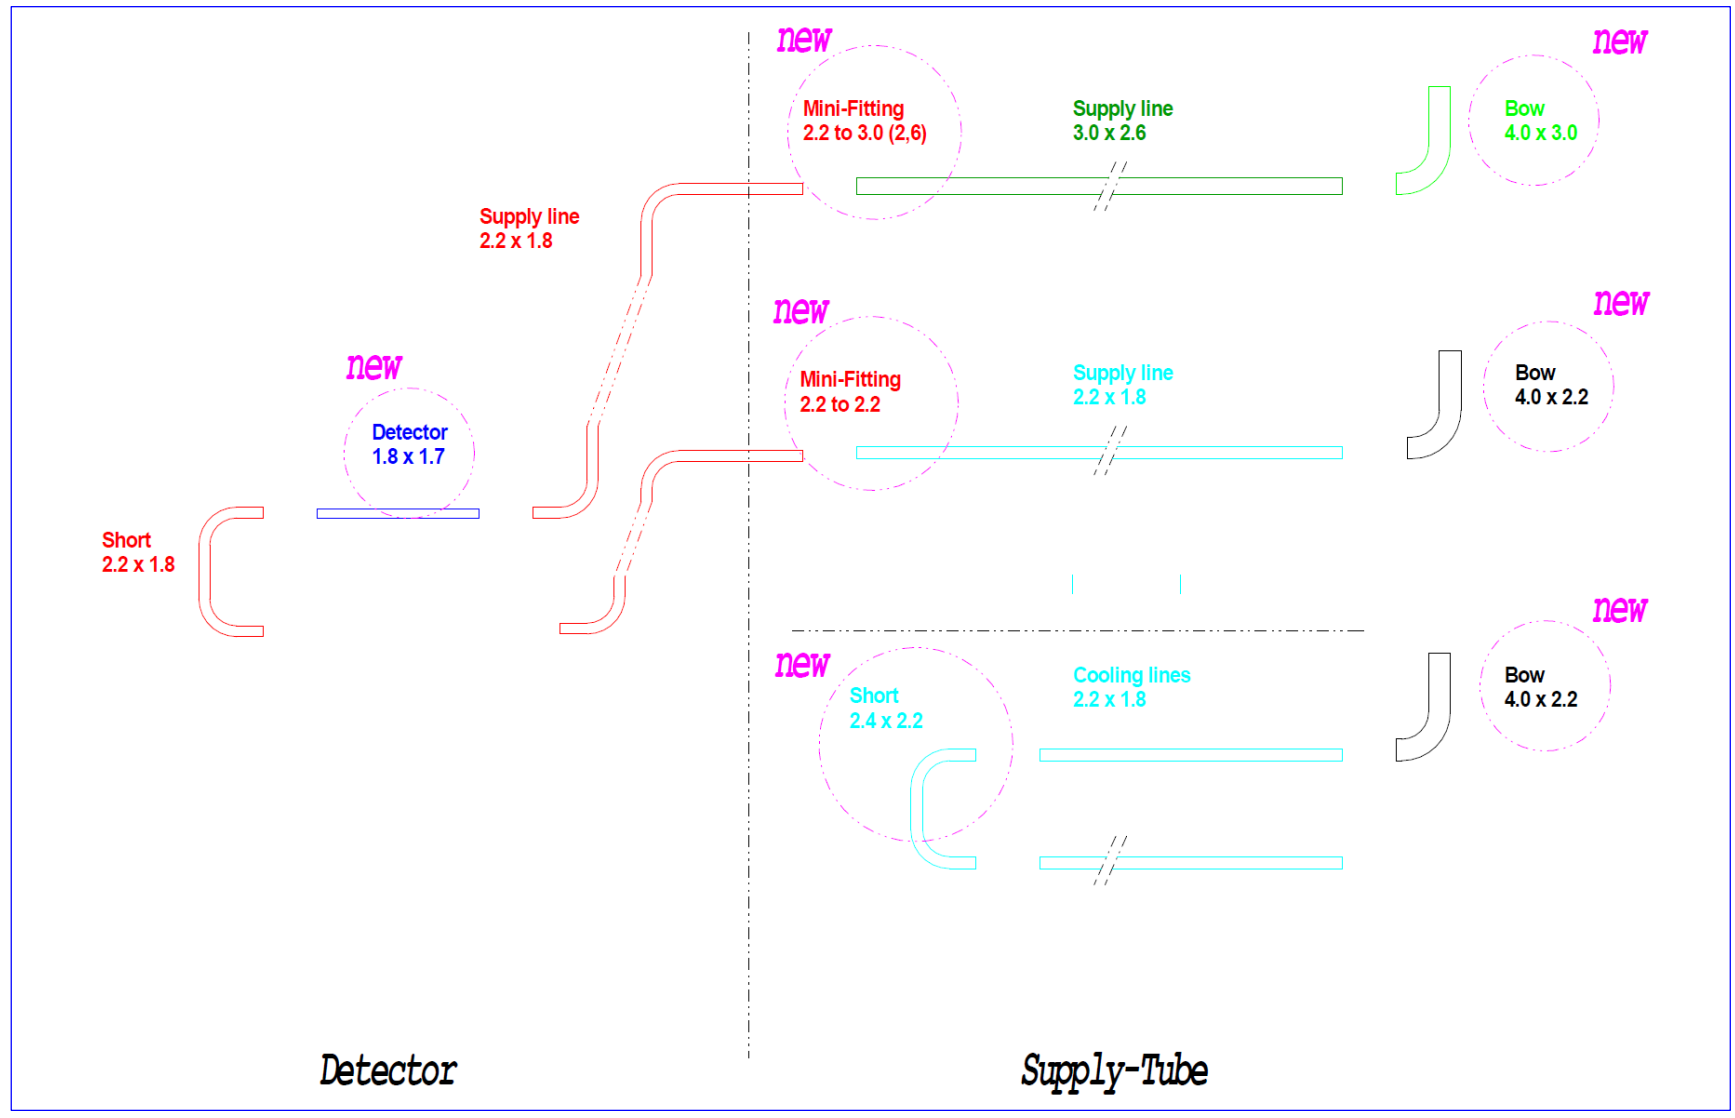 new
new
Mini-Fitting
2.2 to 3.0 (2,6)
Supply line
3.0 x 2.6
Bow
4.0 x 3.0
Supply line
2.2 x 1.8
new
new
new
Mini-Fitting
2.2 to 2.2
Supply line
2.2 x 1.8
Bow
4.0 x 2.2
Detector
1.8 x 1.7
Short
2.2 x 1.8
new
new
Short
2.4 x 2.2
Cooling lines
2.2 x 1.8
Bow
4.0 x 2.2
Detector
Supply-Tube